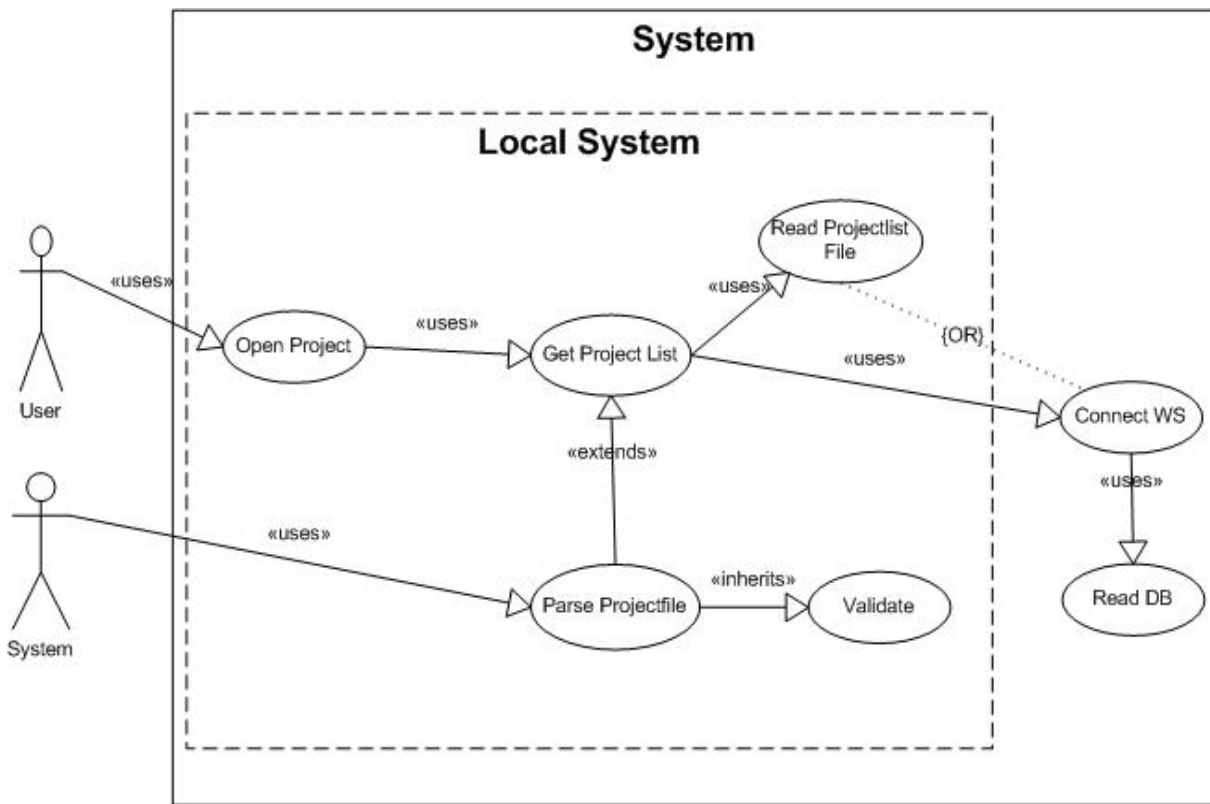 System
Local System
Read Projectlist
File
«uses»
«uses»
«uses»
{OR}
Open Project
Get Project List
«uses»
User
Connect WS
«extends»
«uses»
«uses»
«inherits»
Parse Projectfile
Validate
Read DB
System